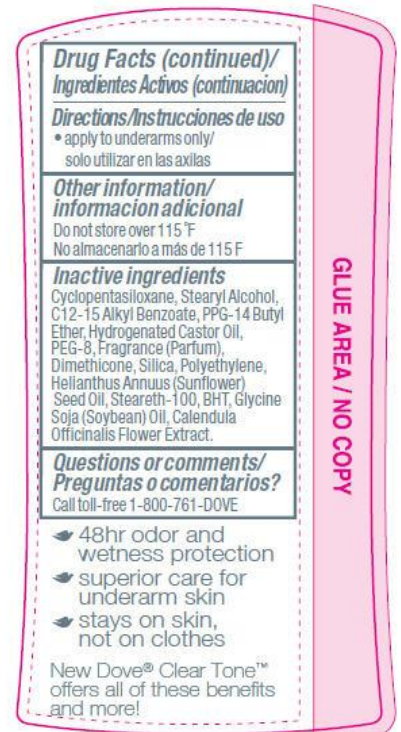 Drug Facts (continued)/
Ingredientes Activos (continuacion)
Directions/Instrucciones de uso
• apply to underarms only/
solo utilizar en las axilas
Other information/
informacion adicional
Do not store over 115 °F
No almacenarlo a más de 115 F
Inactive ingredients
Cyclopentasiloxane, Stearyl Alcohol,
C12-15 Alkyl Benzoate, PPG-14 Butyl
Ether, Hydrogenated Castor Oil,
PEG-8, Fragrance (Parfum),
Dimethicone, Silica, Polyethylene,
Helianthus Annuus (Sunflower)
Seed Oil, Steareth-100, BHT, Glycine
Soja (Soybean) Oil, Calendula
Officinalis Flower Extract.
Questions or comments/
Preguntas o comentarios?
Call toll-free 1-800-761-DOVE
48hr odor and
wetness protection
superior care for
underarm skin
stays on skin,
not on clothes
New Dove® Clear Tone™
offers all of these benefits
and more!
GLUE AREA / NO COPY